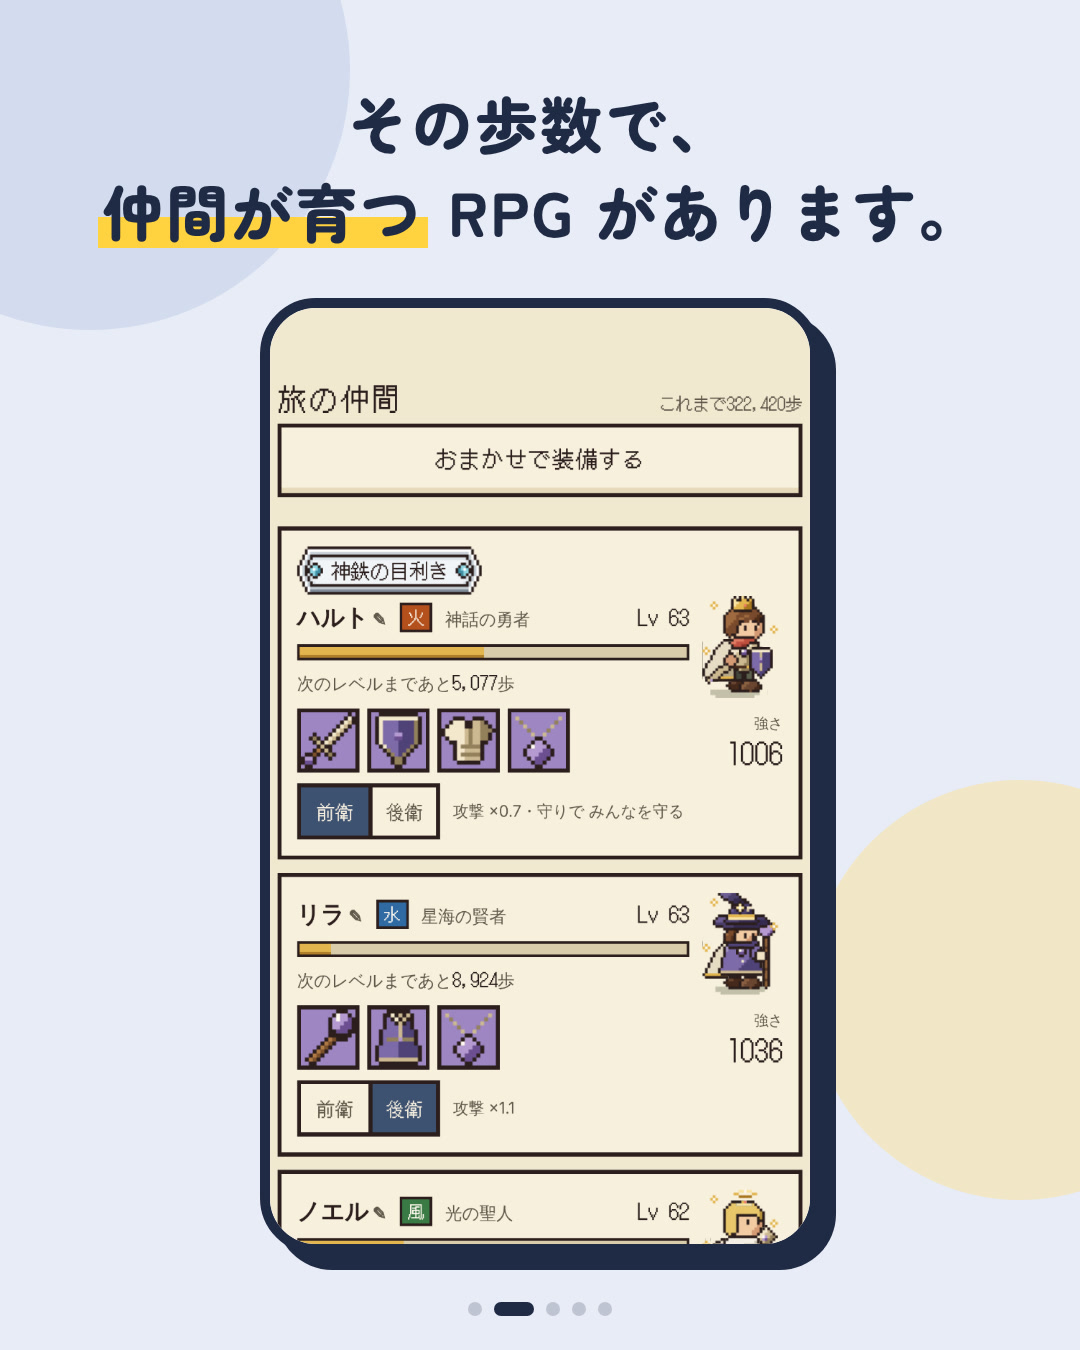 その歩数で、
仲間が育つ RPG があります。
旅の仲間
これまで322,420歩
おまかせで装備する
神鉄の目利き
ハルト✎ 火 神話の勇者 Lv 63
次のレベルまであと5,077歩
強さ
1006
前衛 後衛 攻撃 ×0.7・守りで みんなを守る
リラ✎ 水 星海の賢者 Lv 63
次のレベルまであと8,924歩
強さ
1036
前衛 後衛 攻撃 ×1.1
ノエル✎ 風 光の聖人 Lv 62